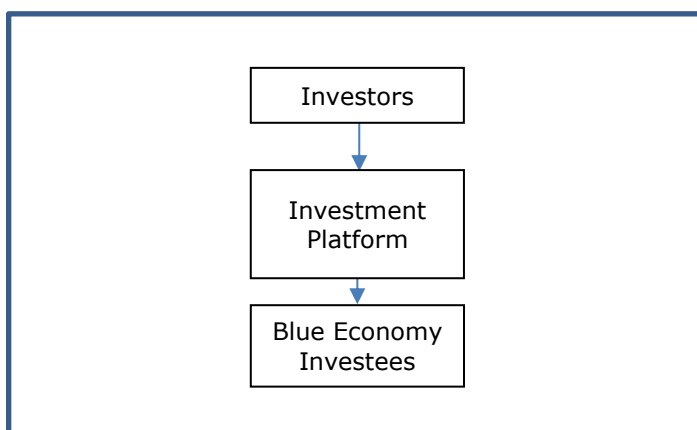 Investors
Investment
Platform
Blue Economy
Investees